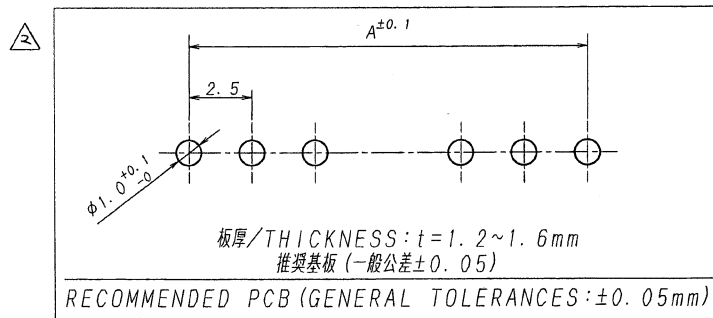 2
A±0.1
2.5
φ1.0+0.1 -0
板厚/THICKNESS:t=1.2~1.6mm
推奨基板(一般公差±0.05)
RECOMMENDED PCB(GENERAL TOLERANCES:±0.05mm)